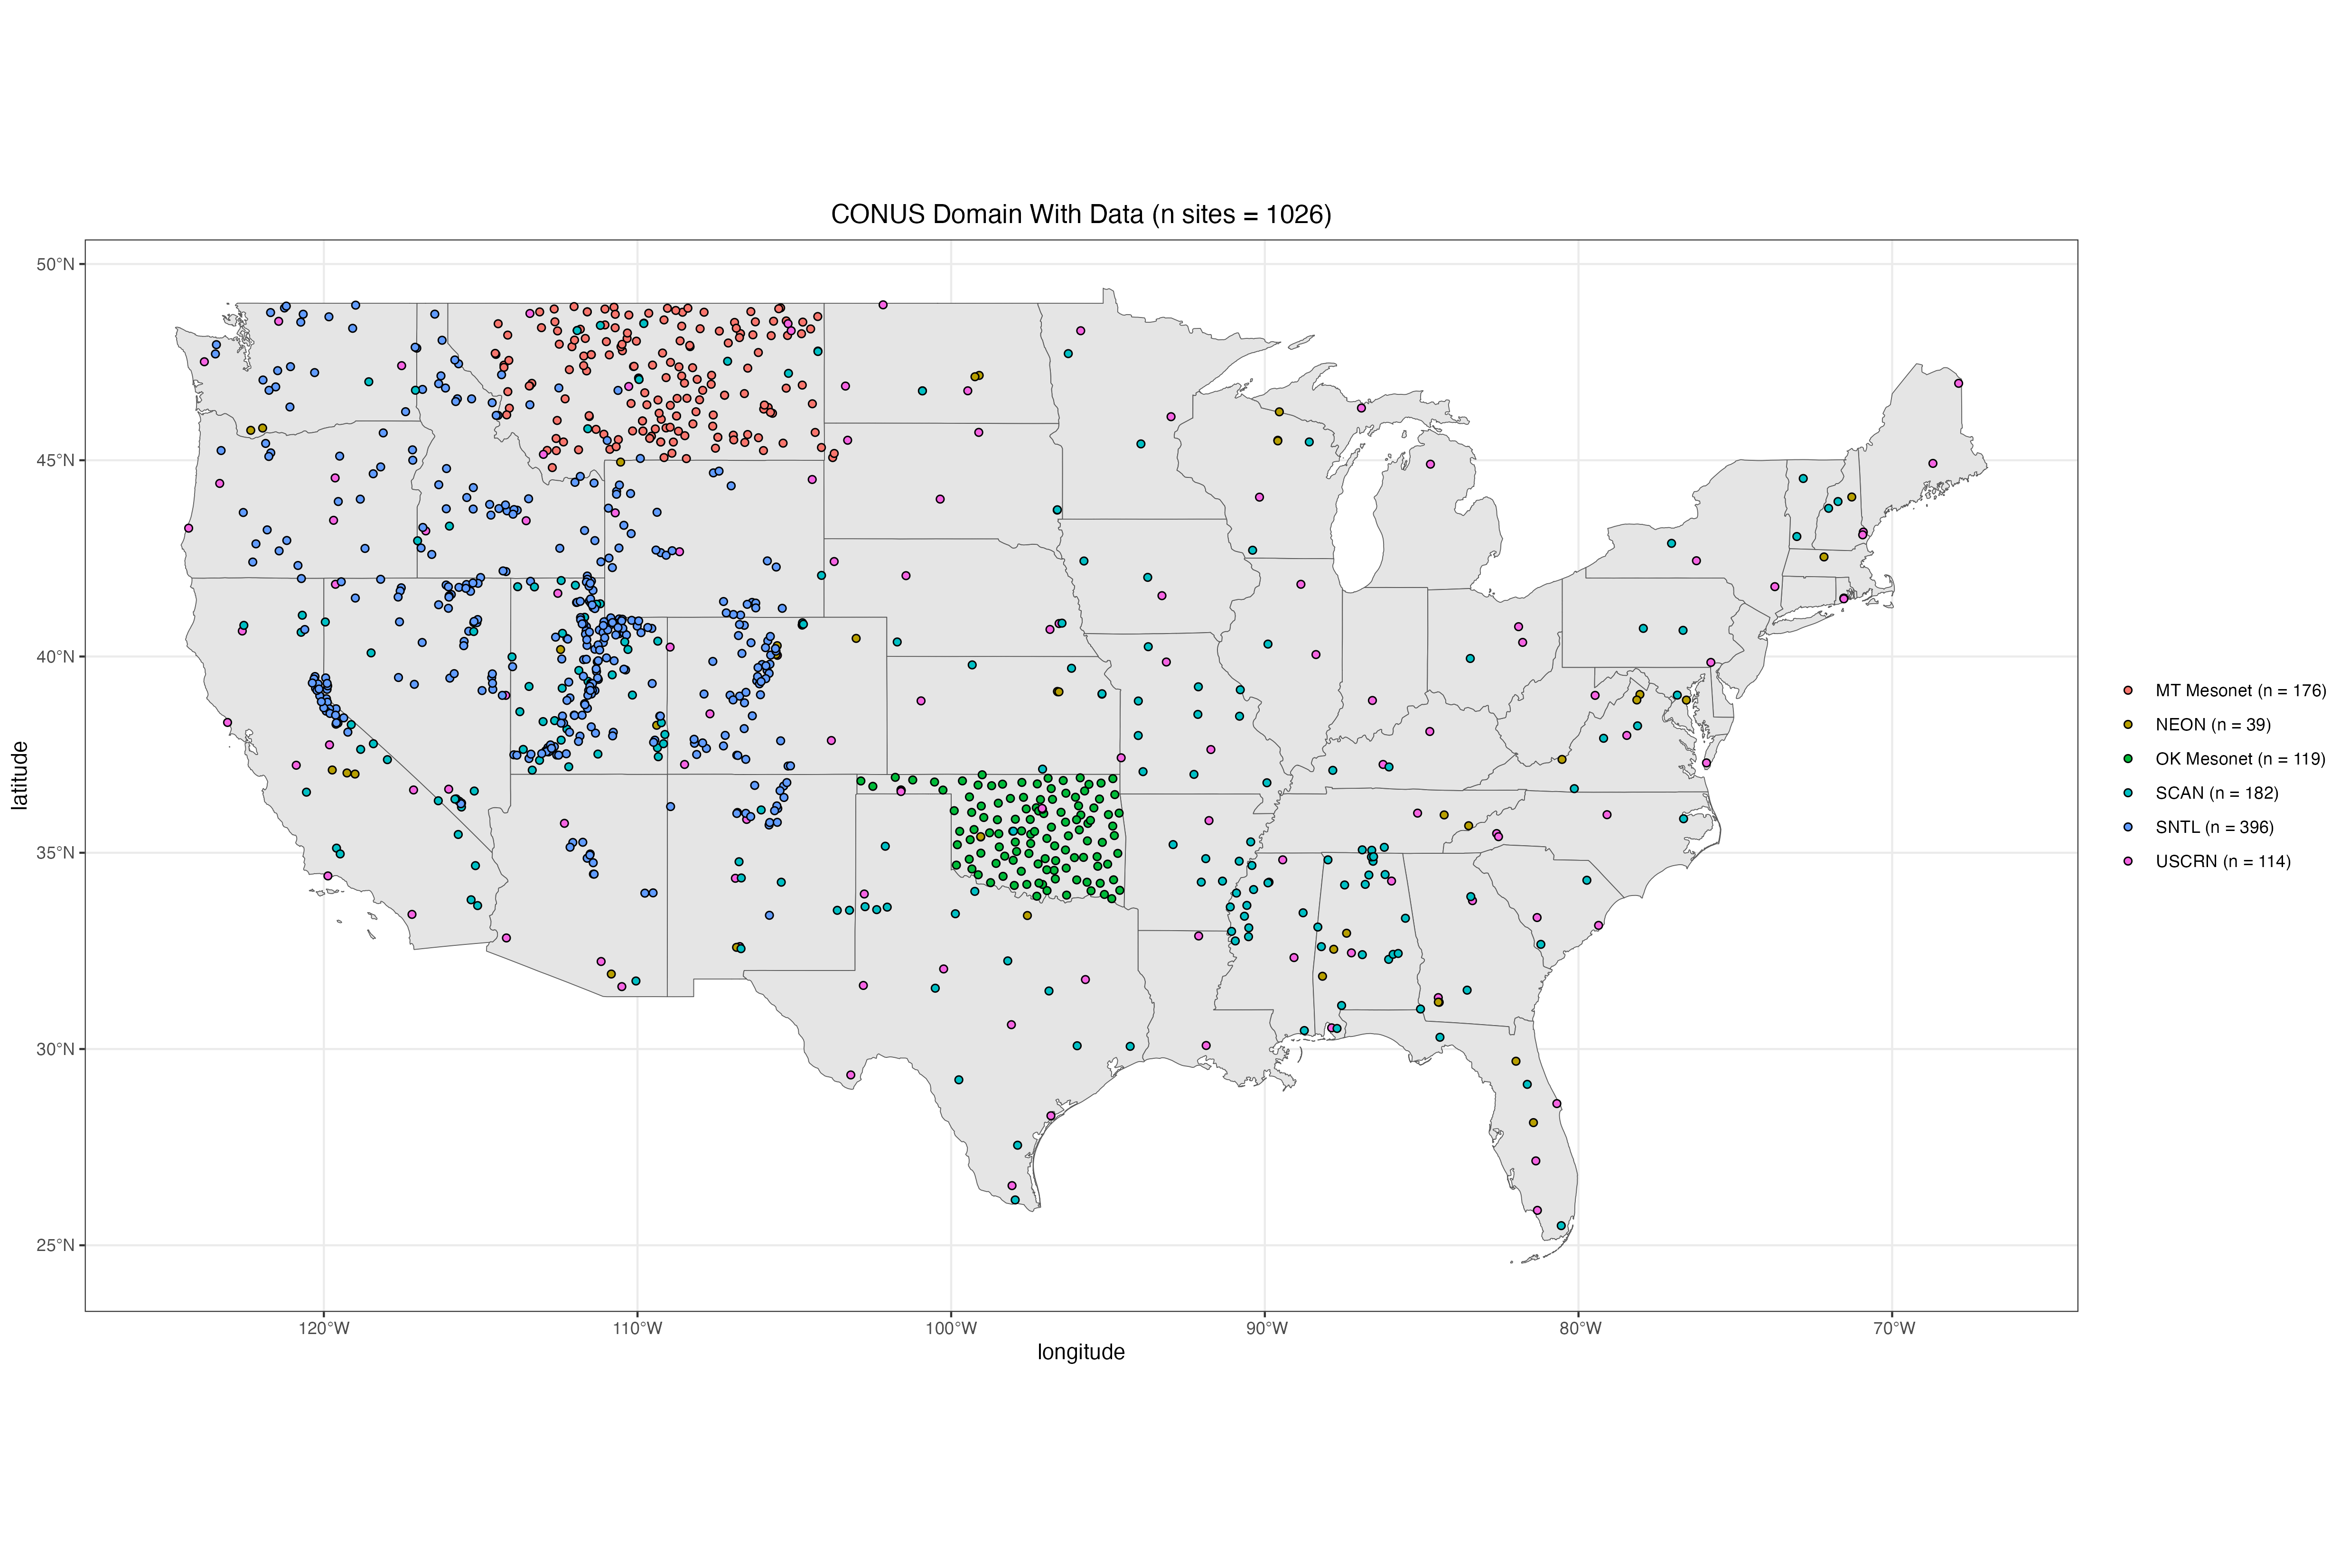 CONUS Domain With Data (n sites = 1026)
50°N
45°N
40°N
35°N
30°N
25°N
latitude
120°W
110°W
100°W
90°W
80°W
70°W
longitude
MT Mesonet (n = 176)
NEON (n = 39)
OK Mesonet (n = 119)
SCAN (n = 182)
SNTL (n = 396)
USCRN (n = 114)